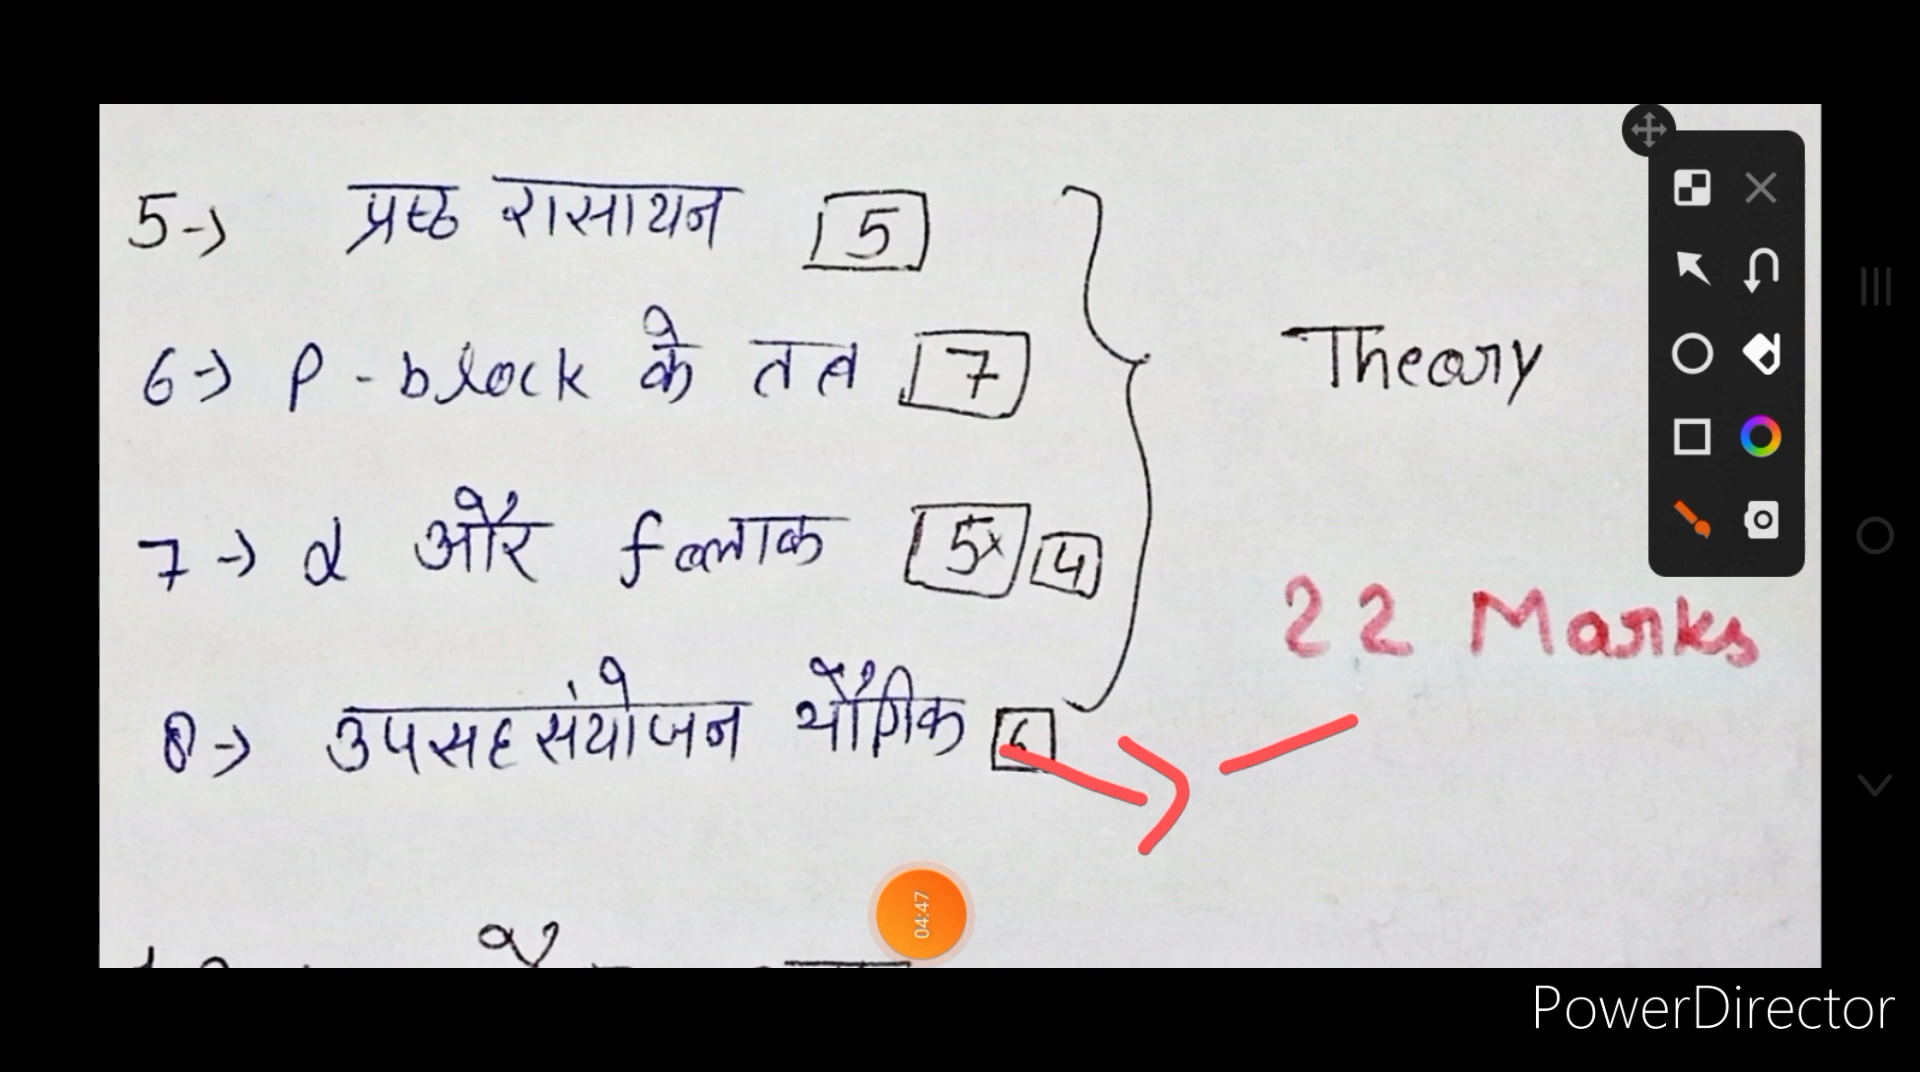 5→ प्रष्ठ रासायन 5
6→ P-block के तत्व 7
7→ d और fब्लाक 5× 4
8→ उपसहसंयोजन यौगिक 6
Theory
22 Marks
04:47
PowerDirector